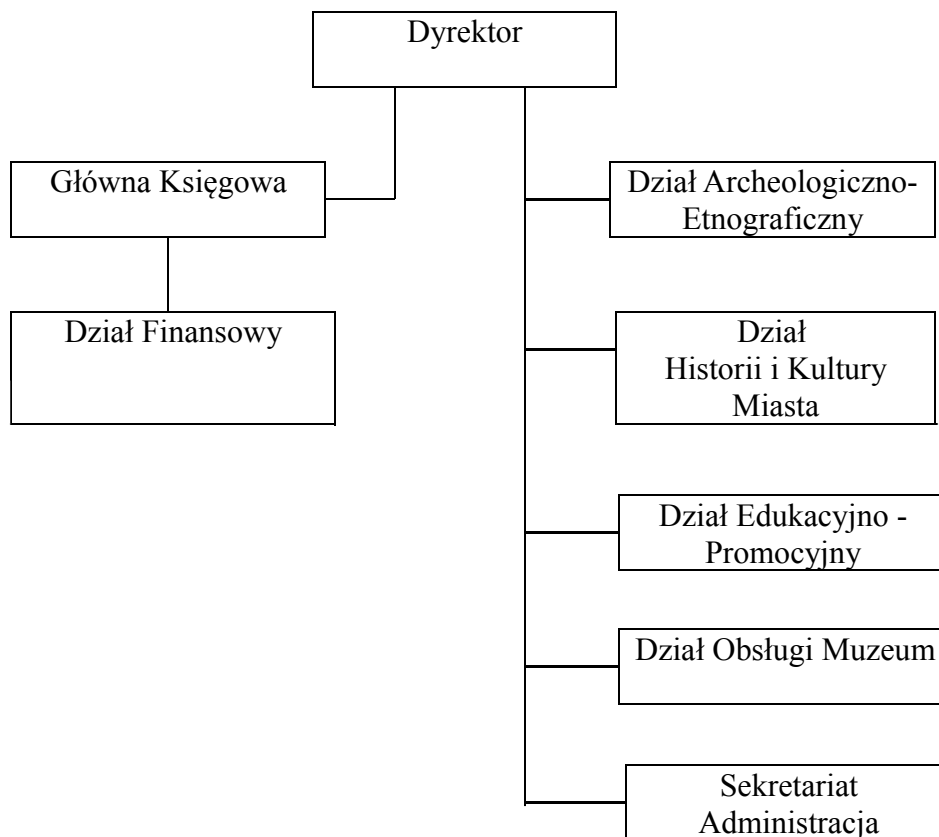 Dyrektor
Główna Księgowa
Dział Finansowy
Dział Archeologiczno-
Etnograficzny
Dział
Historii i Kultury
Miasta
Dział Edukacyjno -
Promocyjny
Dział Obsługi Muzeum
Sekretariat
Administracja